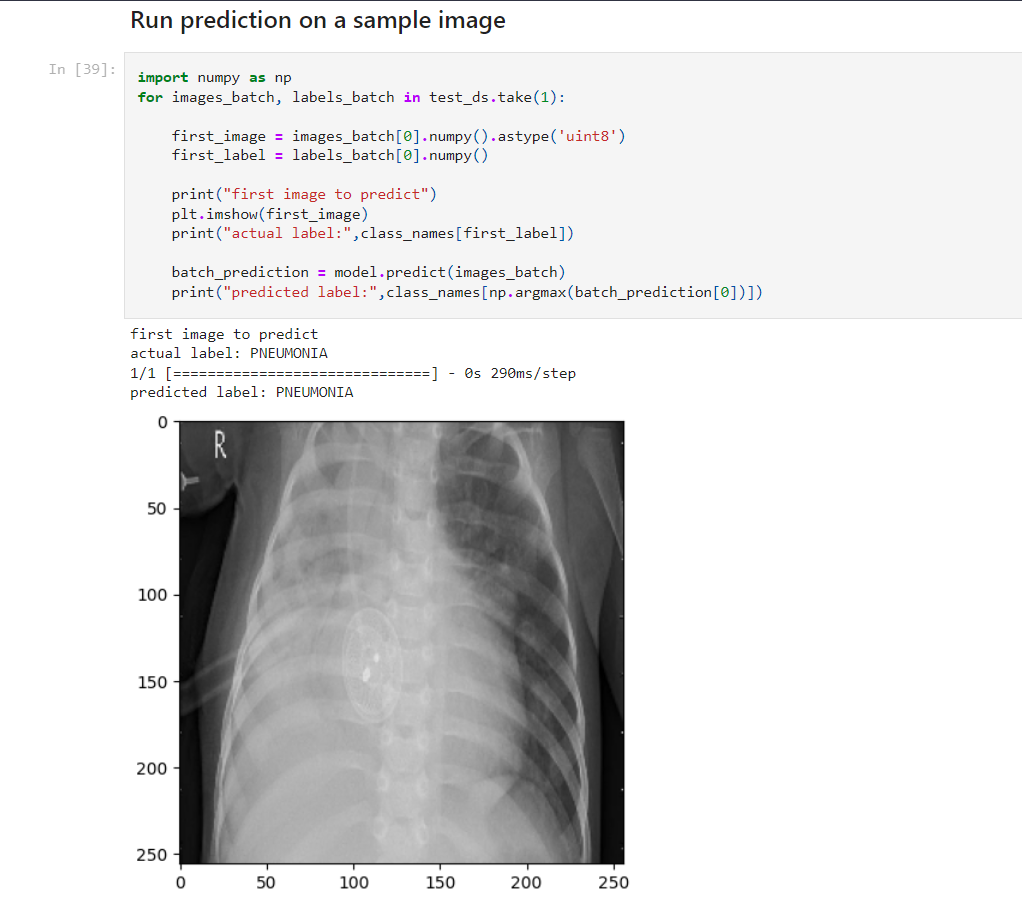 Run prediction on a sample image
In [39]:
import numpy as np
for images_batch, labels_batch in test_ds.take(1):
    first_image = images_batch[0].numpy().astype('uint8')
    first_label = labels_batch[0].numpy()
    print("first image to predict")
    plt.imshow(first_image)
    print("actual label:",class_names[first_label])
    batch_prediction = model.predict(images_batch)
    print("predicted label:",class_names[np.argmax(batch_prediction[0])])
first image to predict
actual label: PNEUMONIA
1/1 [==============================] - 0s 290ms/step
predicted label: PNEUMONIA
R
0
50
100
150
200
250
0 50 100 150 200 250